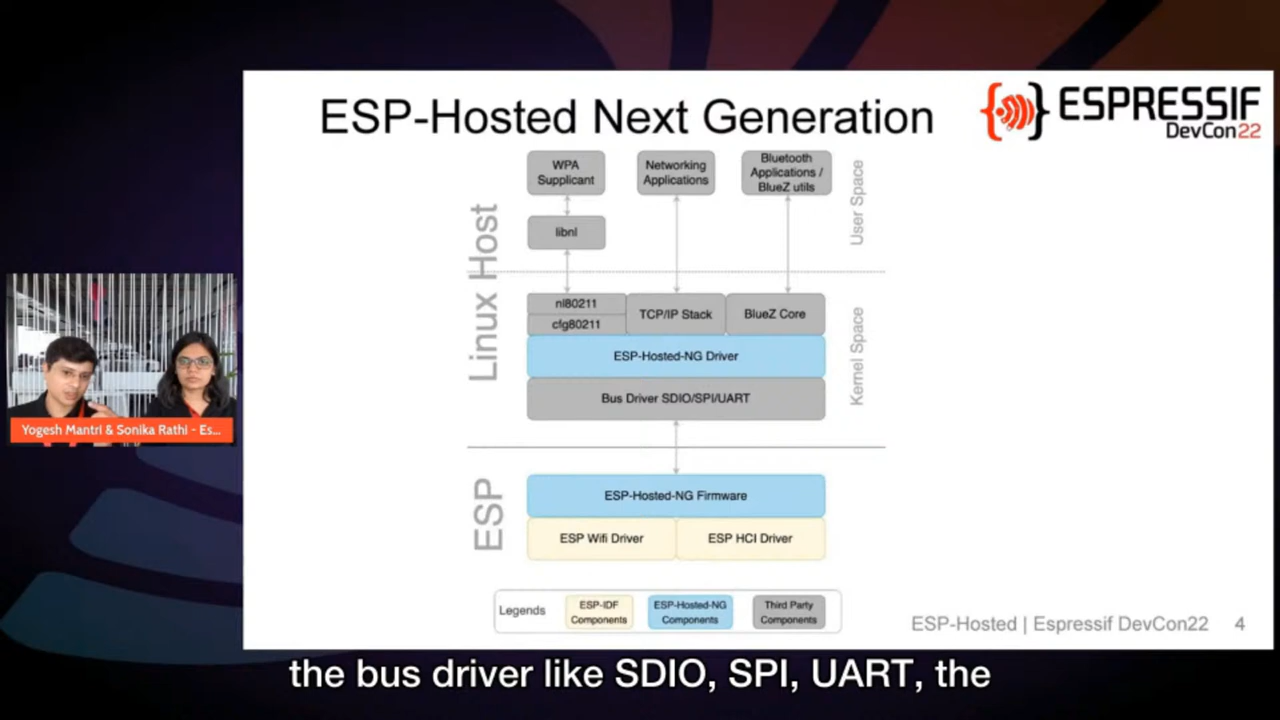 ESP-Hosted Next Generation
{ } ESPRESSIF
DevCon22
WPA
Supplicant
Networking
Applications
Bluetooth
Applications /
BlueZ utils
User Space
libnl
Linux Host
nl80211
cfg80211
TCP/IP Stack
BlueZ Core
Kernel Space
ESP-Hosted-NG Driver
Bus Driver SDIO/SPI/UART
Yogesh Mantri & Sonika Rathi - Es...
ESP
ESP-Hosted-NG Firmware
ESP Wifi Driver
ESP HCI Driver
Legends
ESP-IDF
Components
ESP-Hosted-NG
Components
Third Party
Components
ESP-Hosted | Espressif DevCon22 4
the bus driver like SDIO, SPI, UART, the